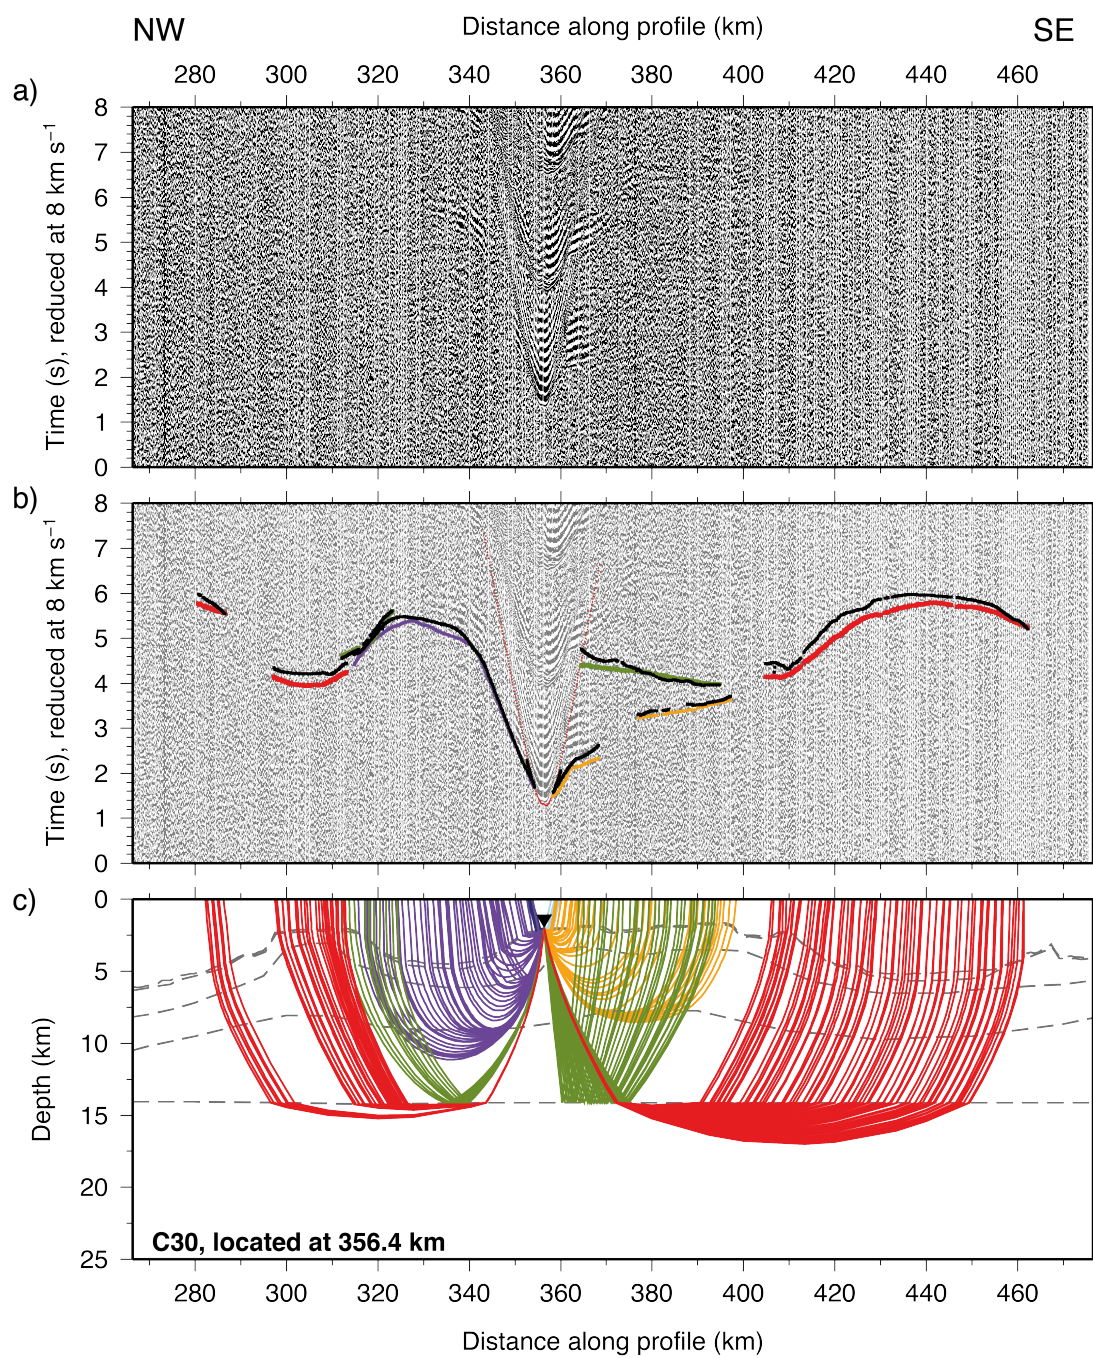 NW Distance along profile (km) SE
280 300 320 340 360 380 400 420 440 460
a)
Time (s), reduced at 8 km s⁻¹
8
7
6
5
4
3
2
1
0
b)
Time (s), reduced at 8 km s⁻¹
8
7
6
5
4
3
2
1
0
c)
Depth (km)
0
5
10
15
20
25
C30, located at 356.4 km
280 300 320 340 360 380 400 420 440 460
Distance along profile (km)